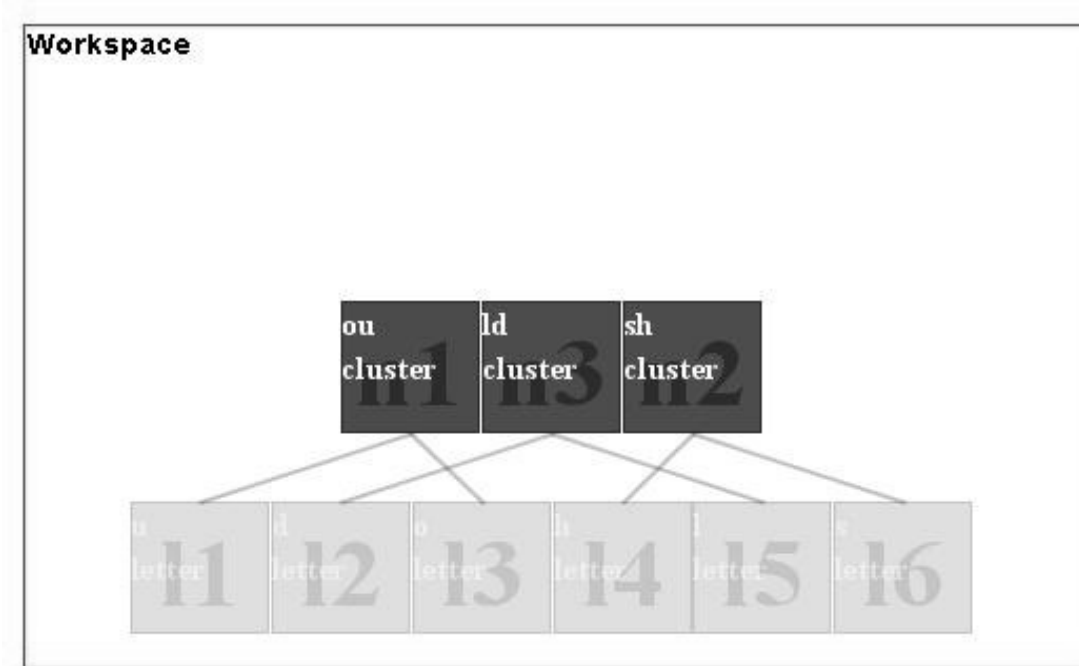 Workspace
ou ld sh
cluster cluster cluster
n1 n3 n2
u d o h l s
letter letter letter letter letter letter
l1 l2 l3 l4 l5 l6